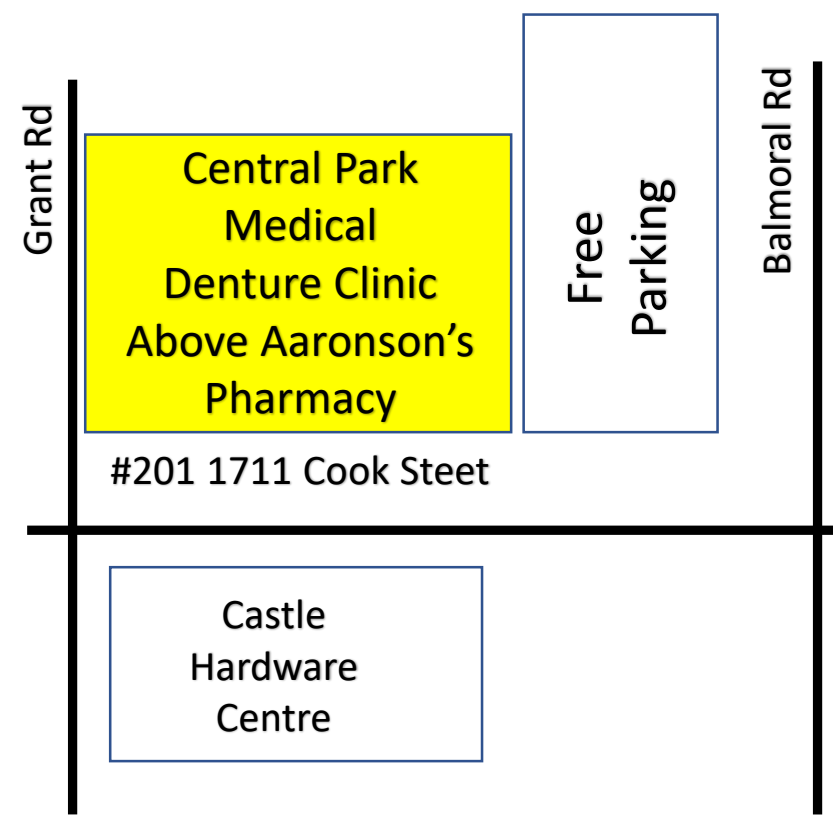 Grant Rd
Central Park
Medical
Denture Clinic
Above Aaronson's
Pharmacy
Free
Parking
Balmoral Rd
#201 1711 Cook Steet
Castle
Hardware
Centre